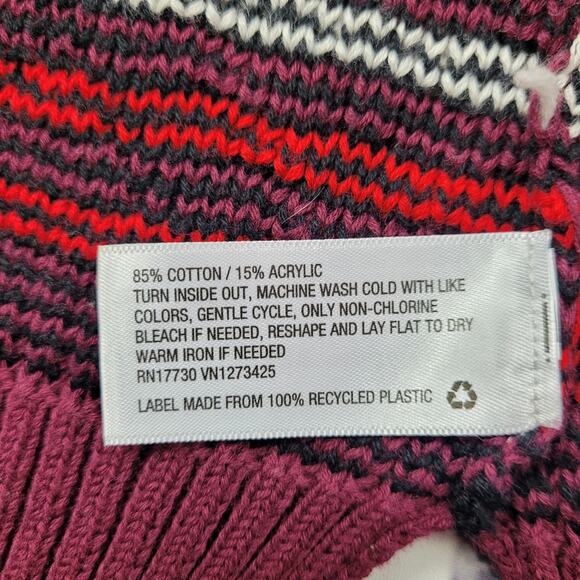 85% COTTON / 15% ACRYLIC
TURN INSIDE OUT, MACHINE WASH COLD WITH LIKE
COLORS, GENTLE CYCLE, ONLY NON-CHLORINE
BLEACH IF NEEDED, RESHAPE AND LAY FLAT TO DRY
WARM IRON IF NEEDED
RN17730 VN1273425
LABEL MADE FROM 100% RECYCLED PLASTIC